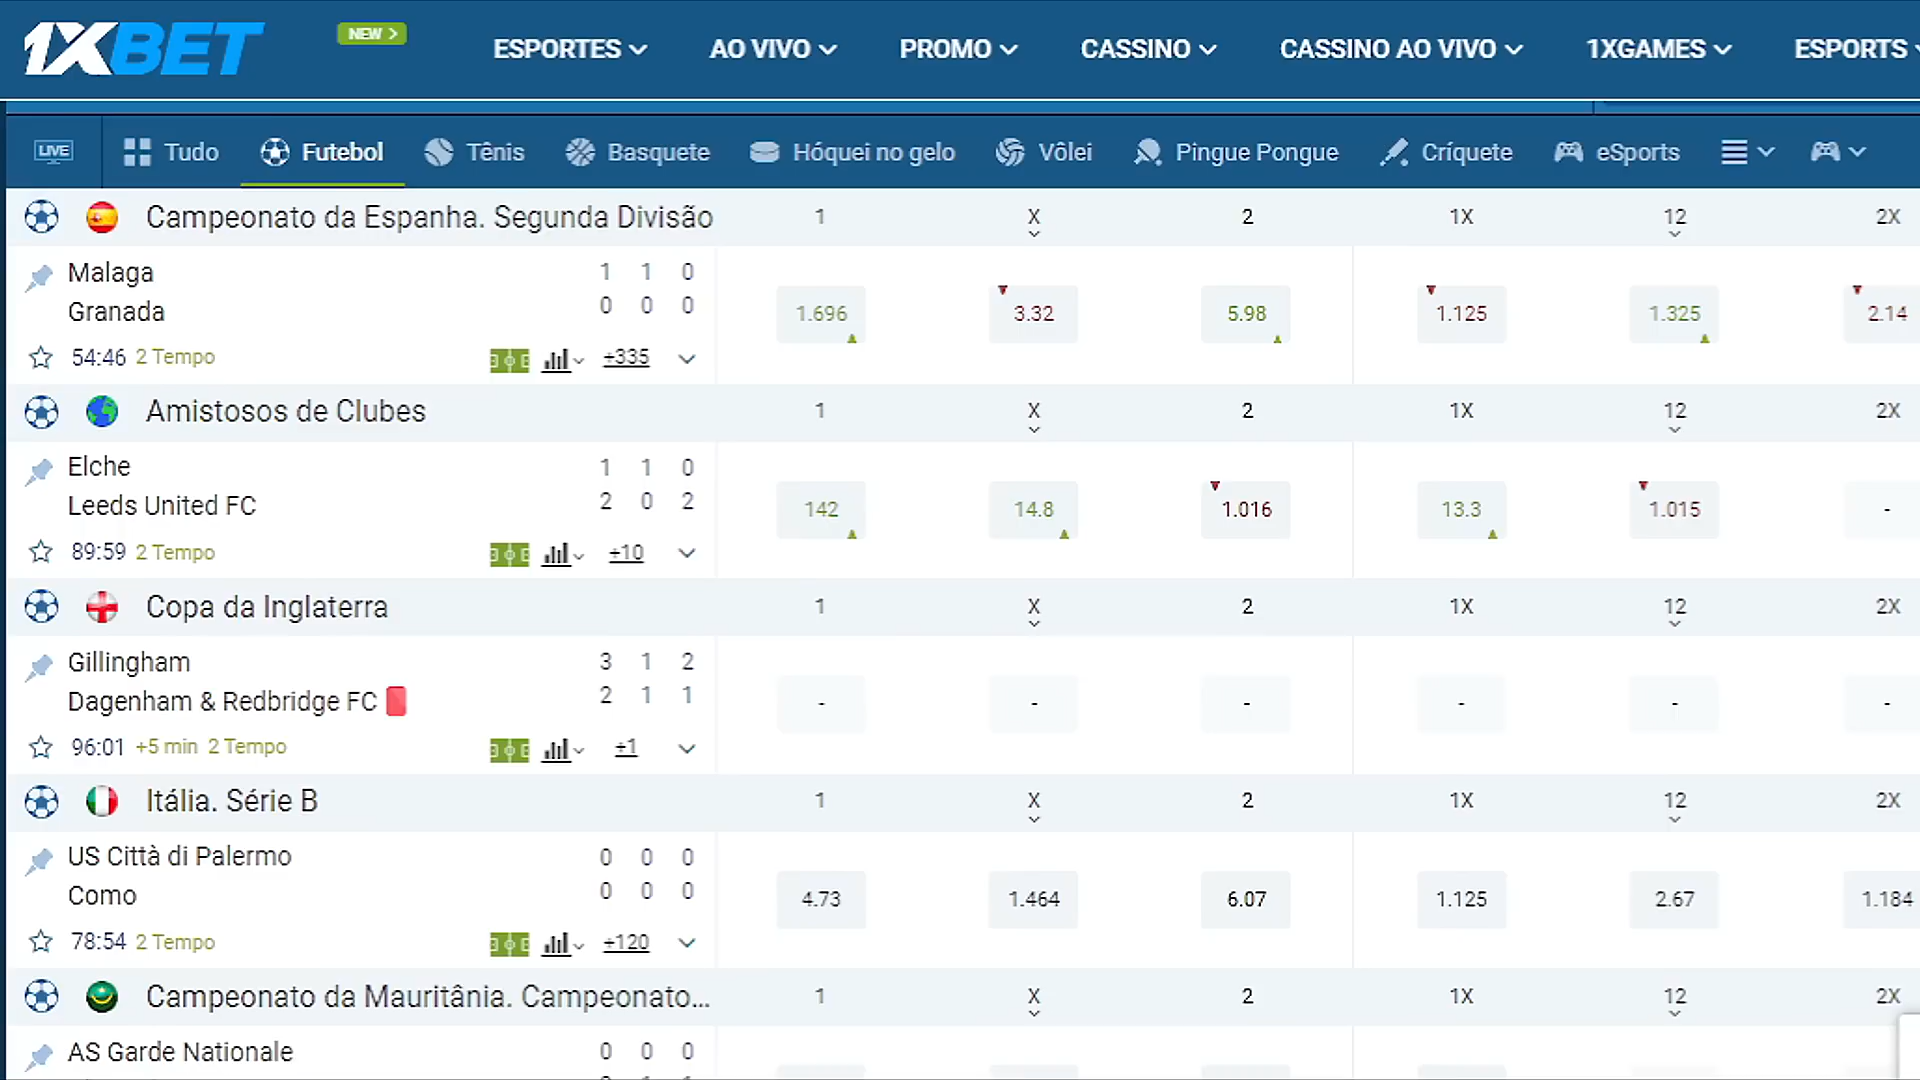 1XBET NEW > ESPORTES AO VIVO PROMO CASSINO CASSINO AO VIVO 1XGAMES ESPORTS
LIVE Tudo Futebol Tênis Basquete Hóquei no gelo Vôlei Pingue Pongue Críquete eSports
Campeonato da Espanha. Segunda Divisão 1 X 2 1X 12 2X
Malaga 1 1 0
Granada 0 0 0
1.696 3.32 5.98 1.125 1.325 2.14
54:46 2 Tempo +335
Amistosos de Clubes 1 X 2 1X 12 2X
Elche 1 1 0
Leeds United FC 2 0 2
142 14.8 1.016 13.3 1.015 -
89:59 2 Tempo +10
Copa da Inglaterra 1 X 2 1X 12 2X
Gillingham 3 1 2
Dagenham & Redbridge FC 2 1 1
- - - - - -
96:01 +5 min 2 Tempo +1
Itália. Série B 1 X 2 1X 12 2X
US Città di Palermo 0 0 0
Como 0 0 0
4.73 1.464 6.07 1.125 2.67 1.184
78:54 2 Tempo +120
Campeonato da Mauritânia. Campeonato... 1 X 2 1X 12 2X
AS Garde Nationale 0 0 0